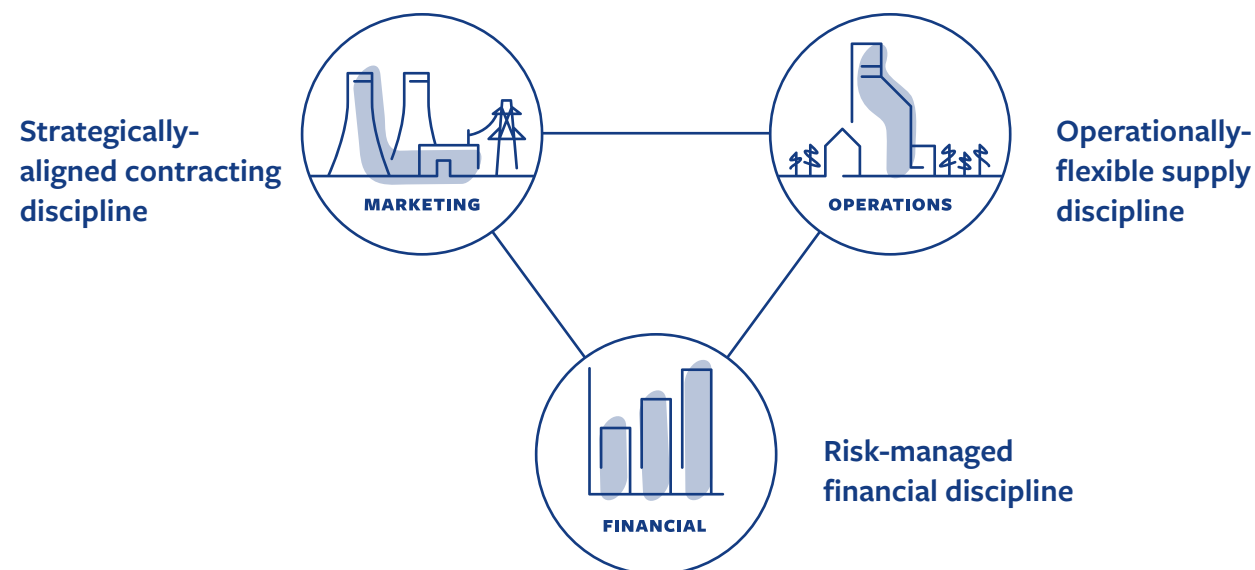 Strategically-
aligned contracting
discipline
MARKETING
OPERATIONS
Operationally-
flexible supply
discipline
FINANCIAL
Risk-managed
financial discipline